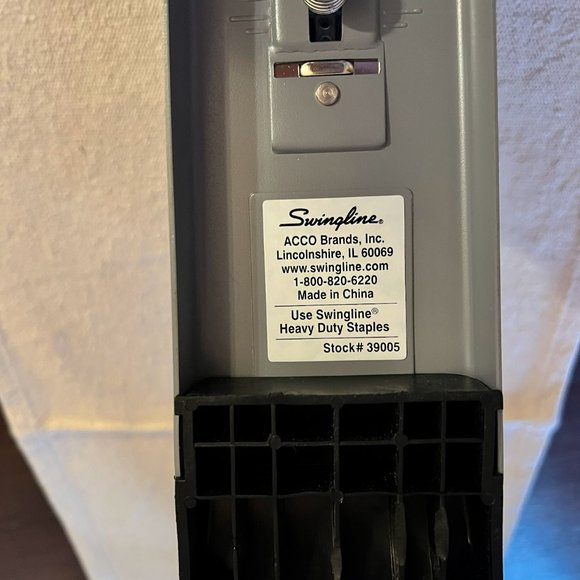 Swingline®
ACCO Brands, Inc.
Lincolnshire, IL 60069
www.swingline.com
1-800-820-6220
Made in China
Use Swingline®
Heavy Duty Staples
Stock# 39005